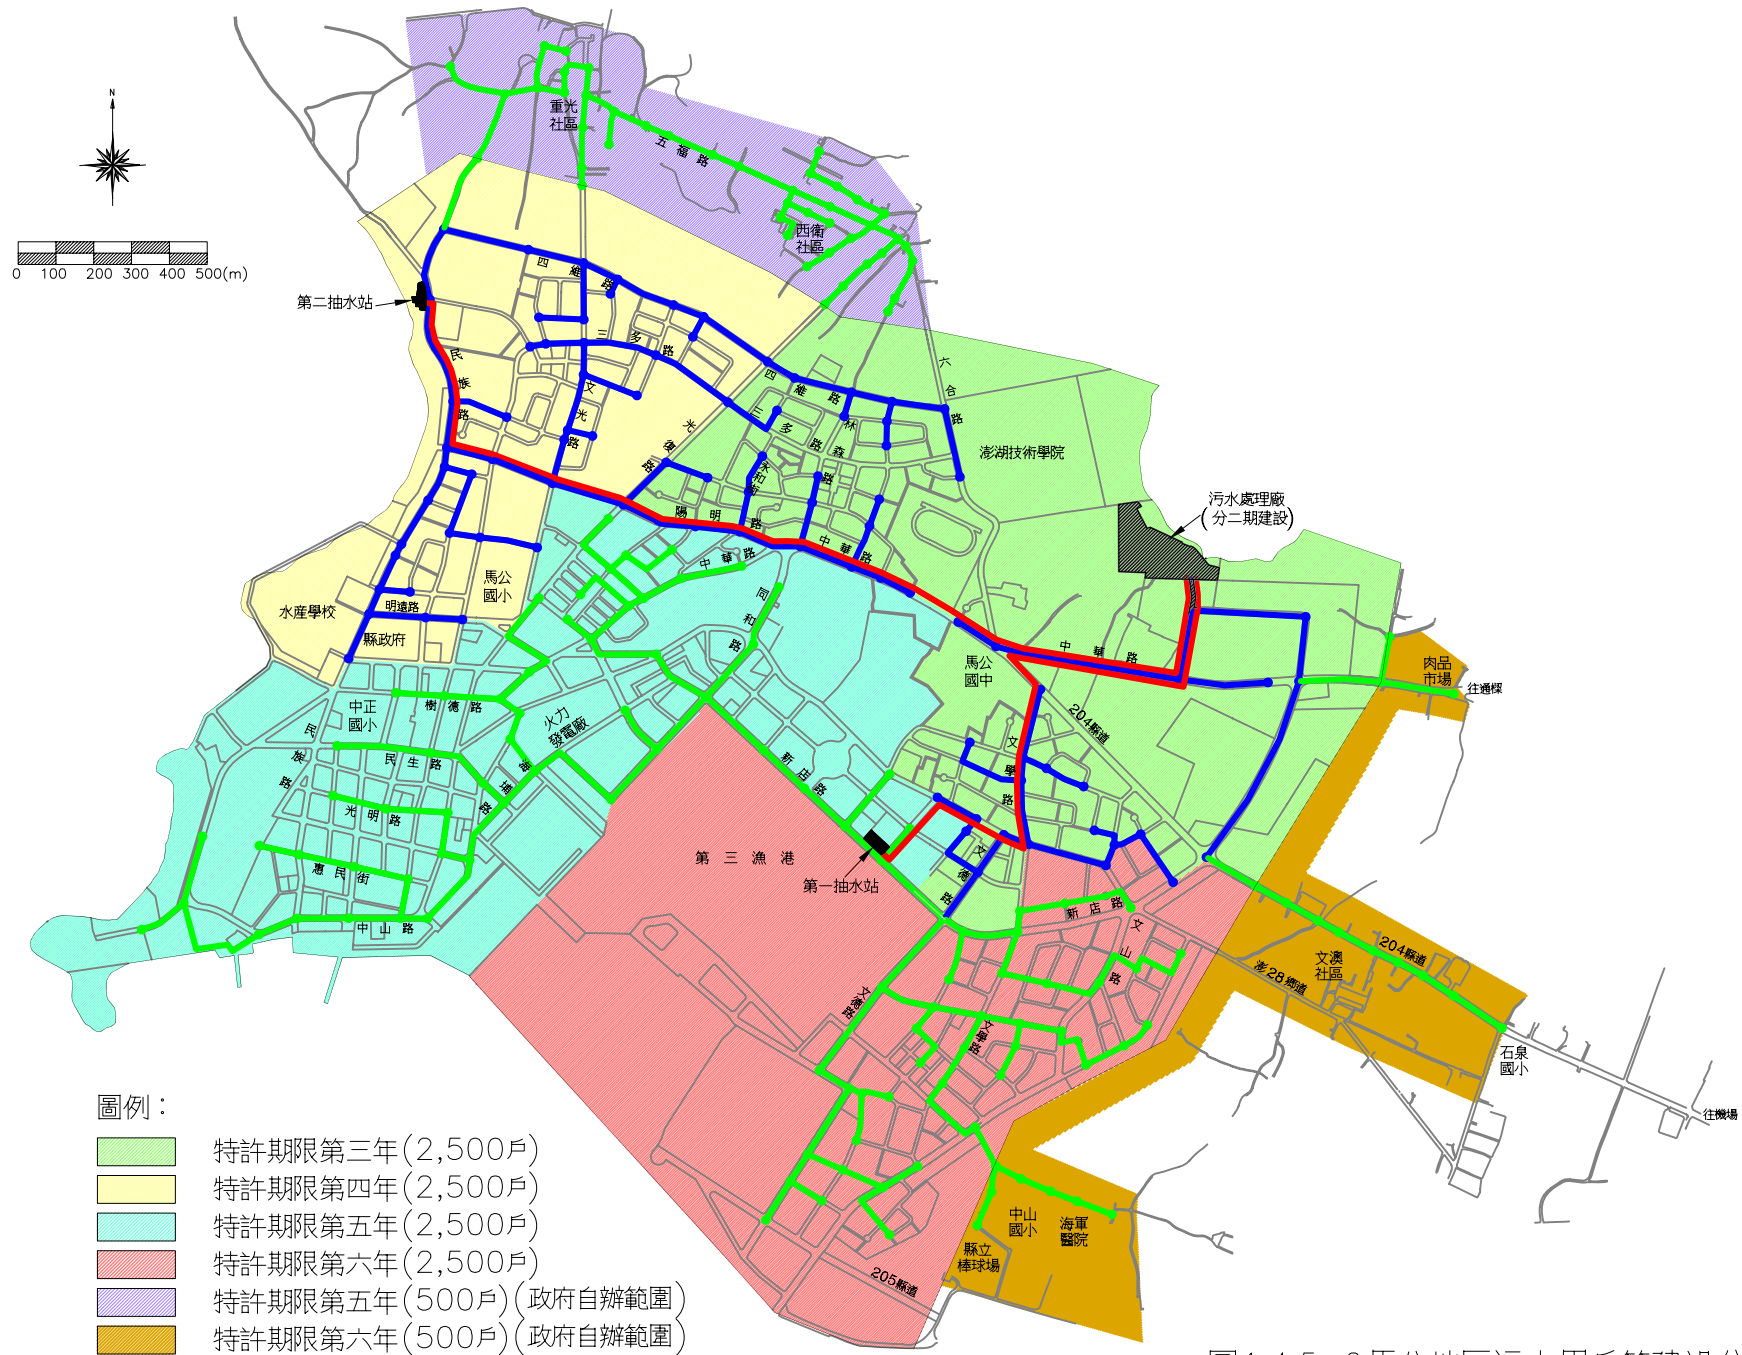 N
0 100 200 300 400 500(m)
重光
社區
五福路
西衛
社區
第二抽水站
四維路
三多路
民族路
文光路
光復路
四維路
三多路
林森路
六合路
永和街
陽明路
中華路
澎湖技術學院
污水處理廠
(分二期建設)
馬公
國小
水產學校
明遠路
縣政府
中華路
同和路
馬公
國中
中華路
204縣道
肉品
市場
往通樑
中正
國小
樹德路
火力
發電廠
民族路
民生路
海埔路
新店路
文學路
光明路
惠民街
中山路
第三漁港
第一抽水站
文德路
新店路
文山路
文德路
文學路
文澳
社區
204縣道
澎28鄉道
石泉
國小
往機場
中山
國小
海軍
醫院
縣立
棒球場
205縣道
圖例：
特許期限第三年(2,500戶)
特許期限第四年(2,500戶)
特許期限第五年(2,500戶)
特許期限第六年(2,500戶)
特許期限第五年(500戶)(政府自辦範圍)
特許期限第六年(500戶)(政府自辦範圍)